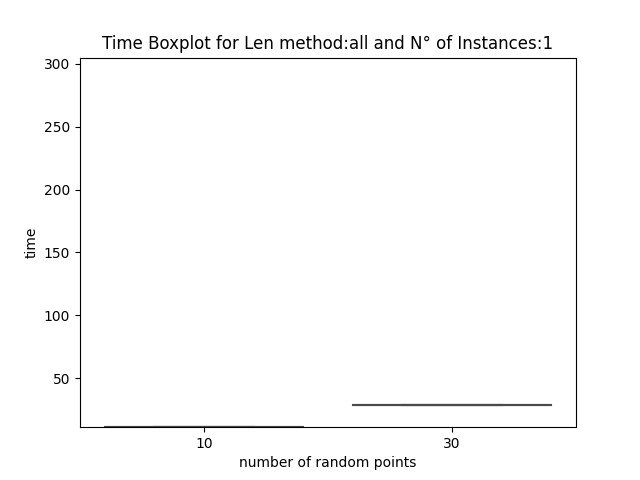 Time Boxplot for Len method:all and N° of Instances:1
300
250
200
150
100
50
time
10
30
number of random points